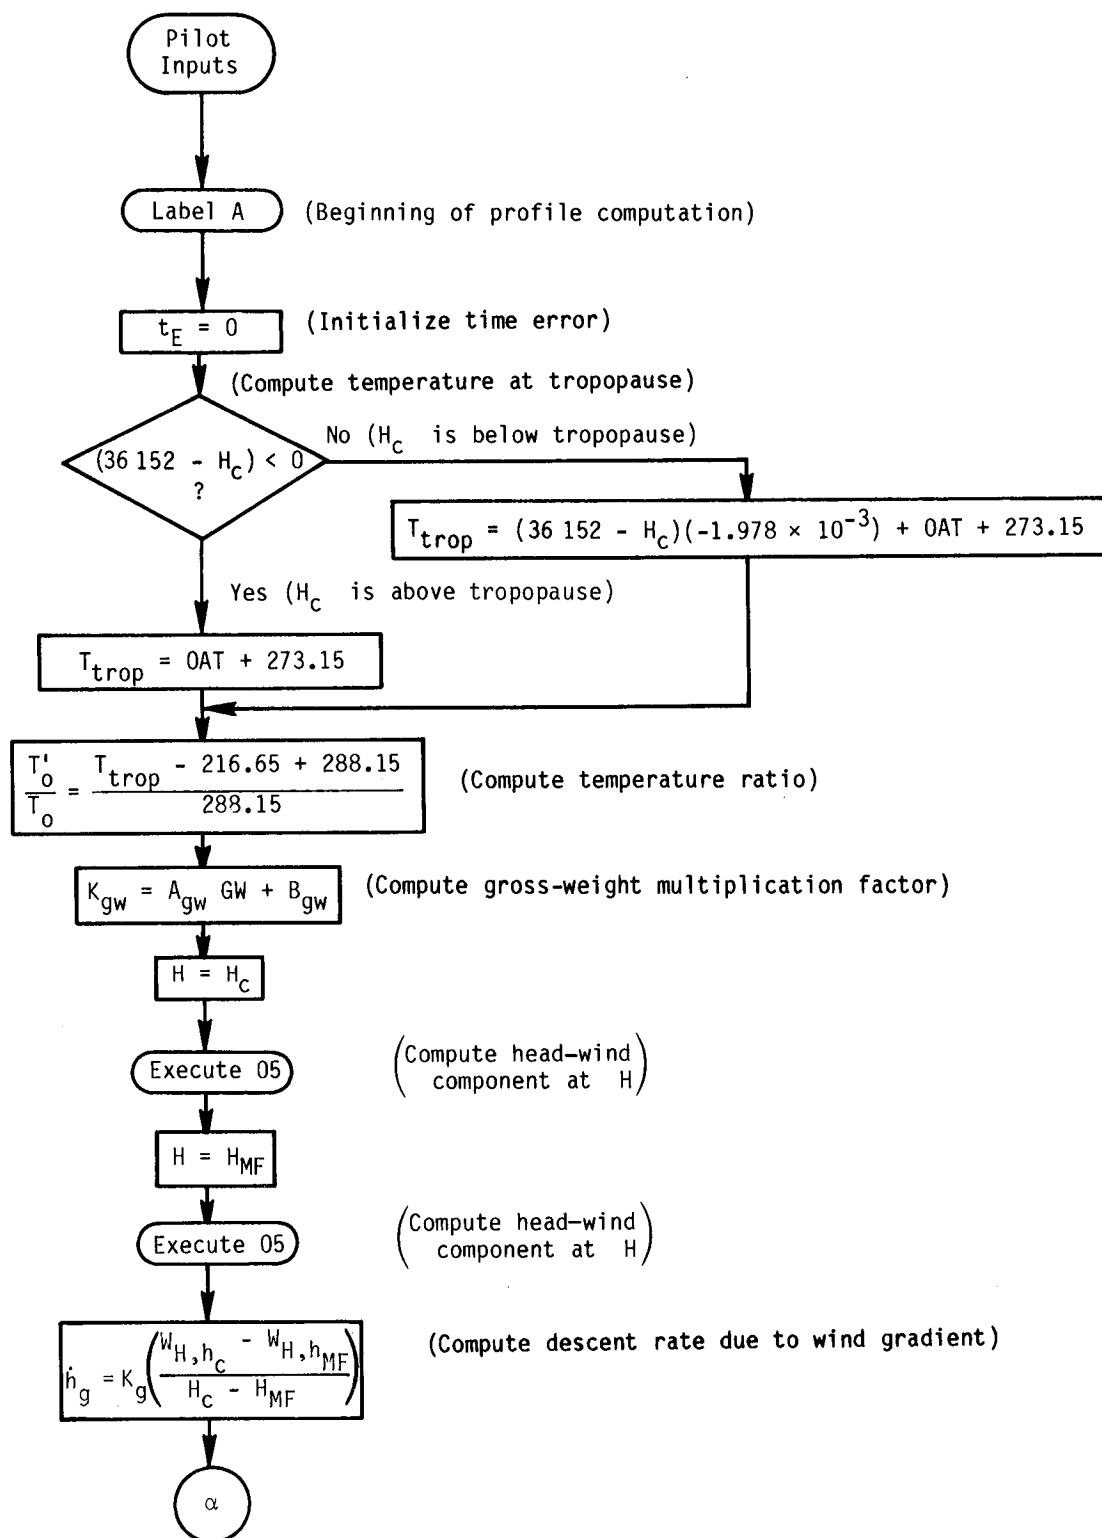 Pilot
Inputs
Label A
(Beginning of profile computation)
t_E = 0
(Initialize time error)
(Compute temperature at tropopause)
No (H_c is below tropopause)
(36 152 - H_c) < 0
?
T_trop = (36 152 - H_c)(-1.978 × 10^-3) + OAT + 273.15
Yes (H_c is above tropopause)
T_trop = OAT + 273.15
T'_o / T_o = (T_trop - 216.65 + 288.15) / 288.15
(Compute temperature ratio)
K_gw = A_gw GW + B_gw
(Compute gross-weight multiplication factor)
H = H_c
Execute 05
(Compute head-wind
component at H)
H = H_MF
Execute 05
(Compute head-wind
component at H)
ḣ_g = K_g((W_H,h_c - W_H,h_MF) / (H_c - H_MF))
(Compute descent rate due to wind gradient)
α